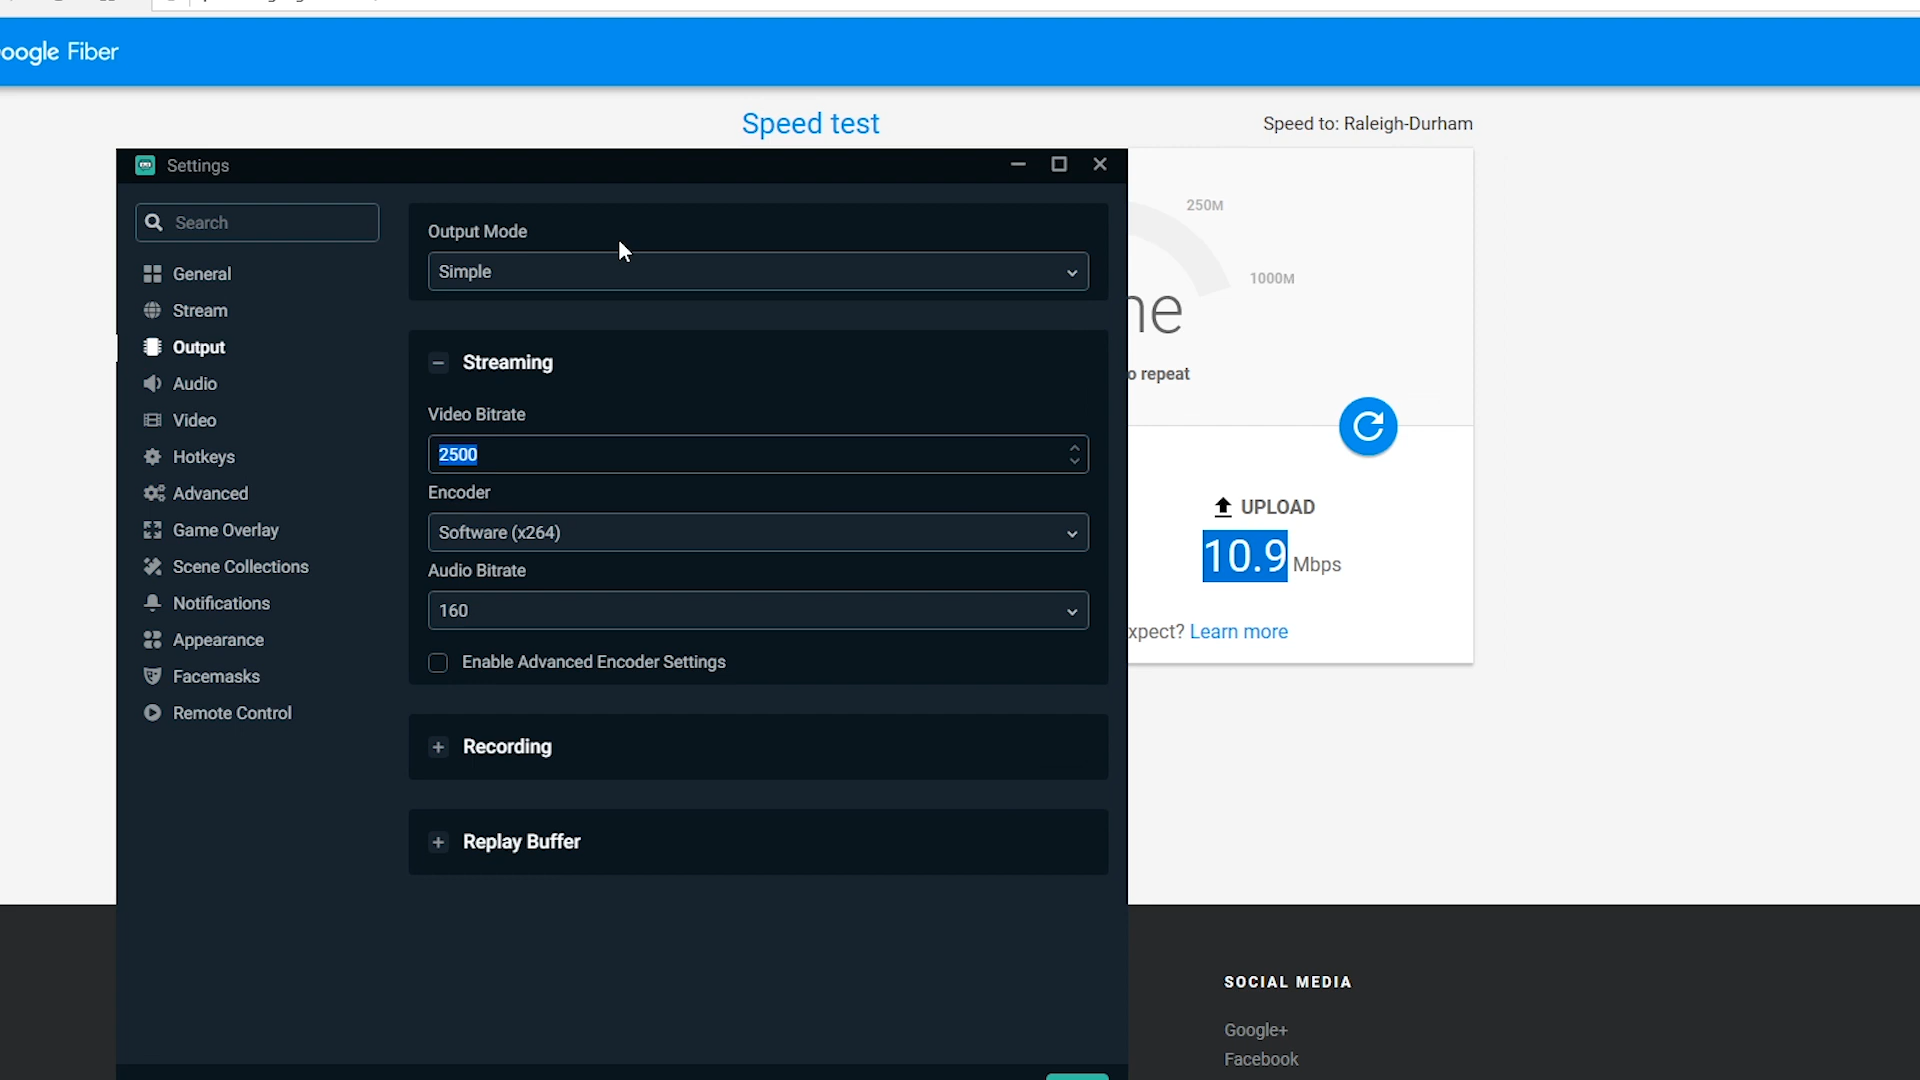 oogle Fiber
Speed test
Speed to: Raleigh-Durham
Settings
Search
General
Stream
Output
Audio
Video
Hotkeys
Advanced
Game Overlay
Scene Collections
Notifications
Appearance
Facemasks
Remote Control
Output Mode
Simple
Streaming
Video Bitrate
2500
Encoder
Software (x264)
Audio Bitrate
160
Enable Advanced Encoder Settings
Recording
Replay Buffer
250M
1000M
ne
o repeat
UPLOAD
10.9 Mbps
xpect? Learn more
SOCIAL MEDIA
Google+
Facebook